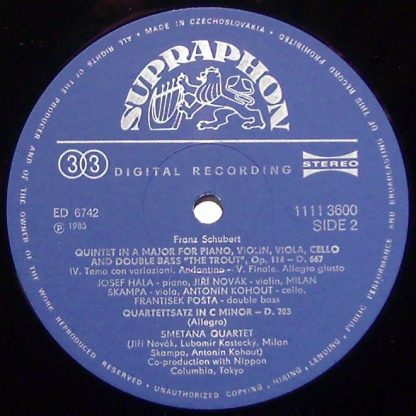 MADE IN CZECHOSLOVAKIA · ALL RIGHTS OF THE PRODUCER AND OF THE OWNER OF THE WORK REPRODUCED RESERVED · UNAUTHORIZED COPYING · HIRING · LENDING · PUBLIC PERFORMANCE AND BROADCASTING OF THIS RECORD PROHIBITED
SUPRAPHON
33 DIGITAL RECORDING STEREO
ED 6742 1111 3600
Ⓟ 1985 SIDE 2
Franz Schubert
QUINTET IN A MAJOR FOR PIANO, VIOLIN, VIOLA, CELLO
AND DOUBLE BASS "THE TROUT", Op. 114 – D. 667
IV. Tema con variazioni. Andantino – V. Finale. Allegro giusto
JOSEF HÁLA - piano, JIŘÍ NOVÁK - violin, MILAN
ŠKAMPA - viola, ANTONÍN KOHOUT - cello,
FRANTIŠEK POŠTA - double bass
QUARTETTSATZ IN C MINOR – D. 703
(Allegro)
SMETANA QUARTET
(Jiří Novák, Lubomír Kostecký, Milan
Škampa, Antonín Kohout)
Co-production with Nippon
Columbia, Tokyo